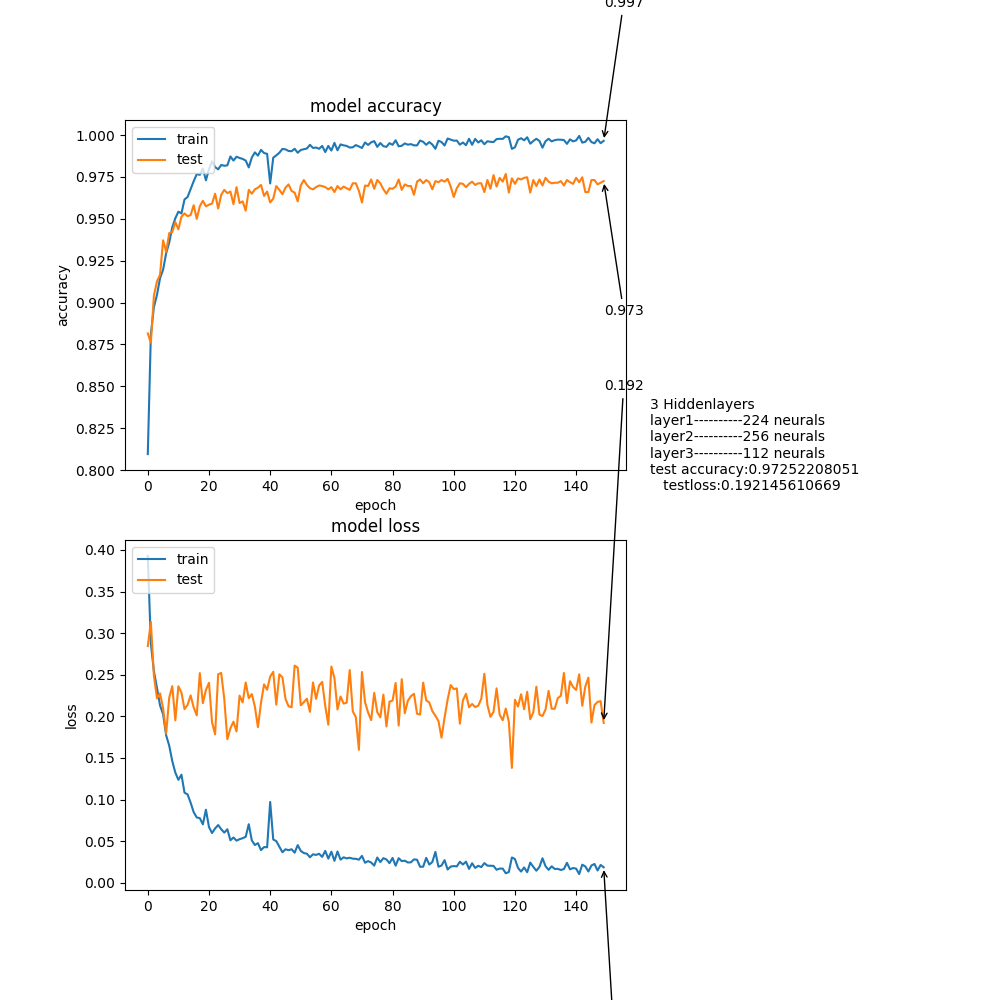 0.997
model accuracy
train
test
1.000
0.975
0.950
0.925
0.900
0.875
0.850
0.825
0.800
accuracy
0.973
0 20 40 60 80 100 120 140
epoch
0.192
3 Hiddenlayers
layer1----------224 neurals
layer2----------256 neurals
layer3----------112 neurals
test accuracy:0.97252208051
testloss:0.192145610669
model loss
train
test
0.40
0.35
0.30
0.25
0.20
0.15
0.10
0.05
0.00
loss
0 20 40 60 80 100 120 140
epoch